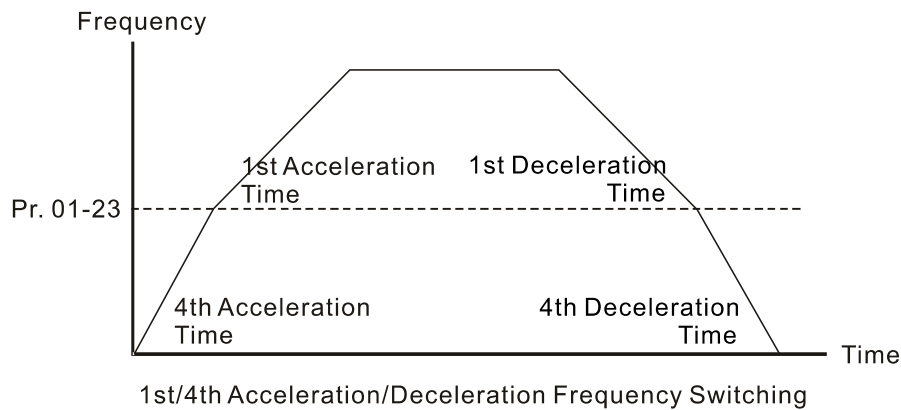 Frequency
1st Acceleration
Time
1st Deceleration
Time
Pr. 01-23
4th Acceleration
Time
4th Deceleration
Time
Time
1st/4th Acceleration/Deceleration Frequency Switching